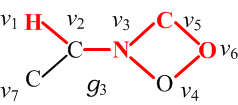 v₁ H v₂ v₃ C v₅
C N O v₆
v₇ C g₃ O v₄